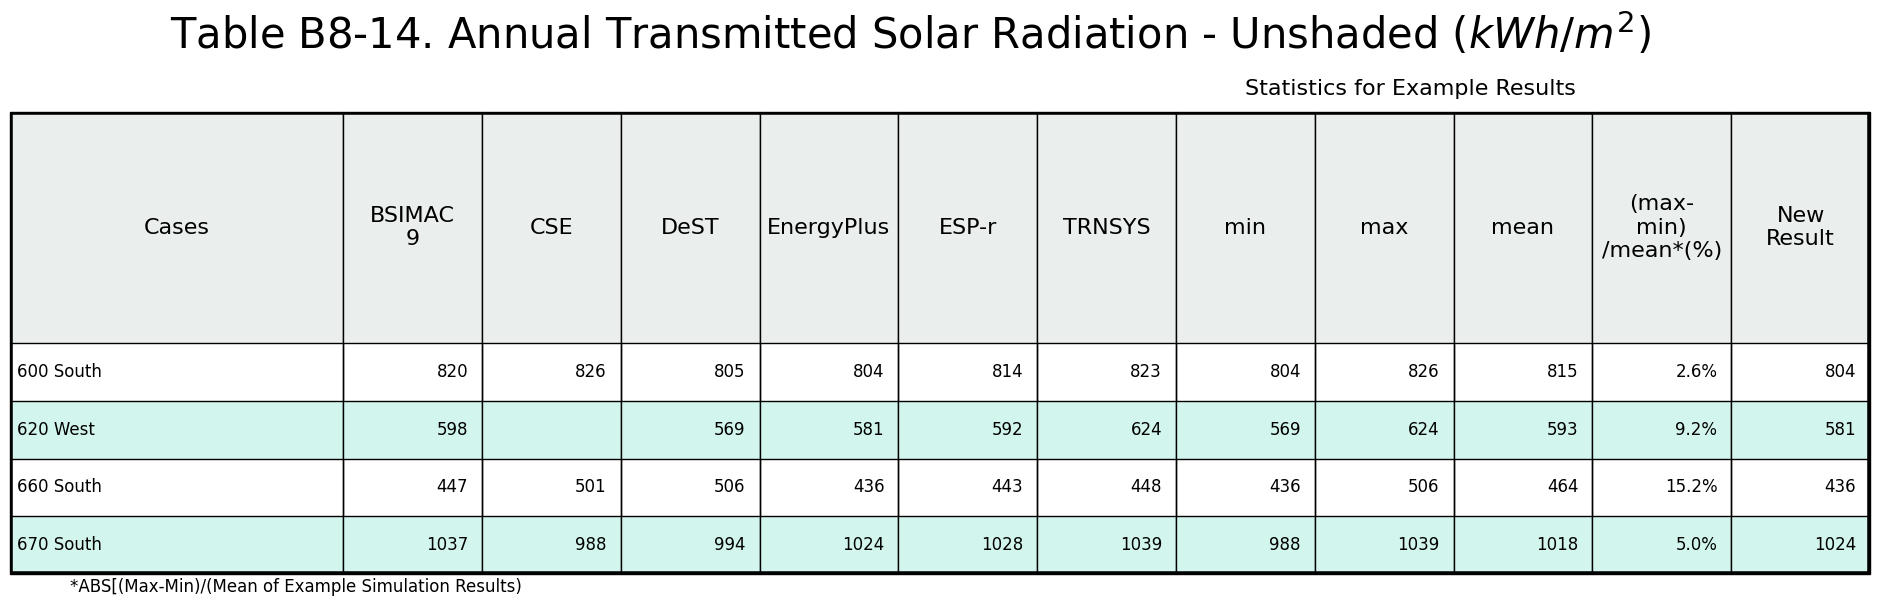 Table B8-14. Annual Transmitted Solar Radiation - Unshaded (kWh/m²)
Statistics for Example Results
Cases BSIMAC 9 CSE DeST EnergyPlus ESP-r TRNSYS min max mean (max-min) /mean*(%) New Result
600 South 820 826 805 804 814 823 804 826 815 2.6% 804
620 West 598 569 581 592 624 569 624 593 9.2% 581
660 South 447 501 506 436 443 448 436 506 464 15.2% 436
670 South 1037 988 994 1024 1028 1039 988 1039 1018 5.0% 1024
*ABS[(Max-Min)/(Mean of Example Simulation Results)